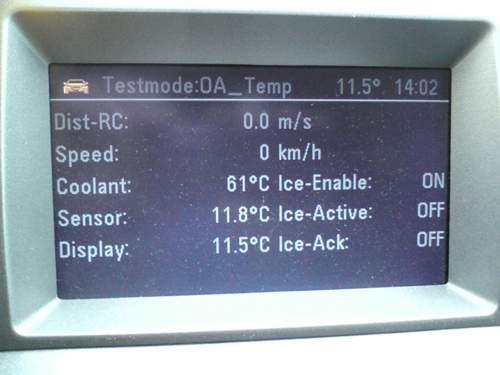 Testmode:OA_Temp 11.5° 14:02
Dist-RC: 0.0 m/s
Speed: 0 km/h
Coolant: 61°C Ice-Enable: ON
Sensor: 11.8°C Ice-Active: OFF
Display: 11.5°C Ice-Ack: OFF